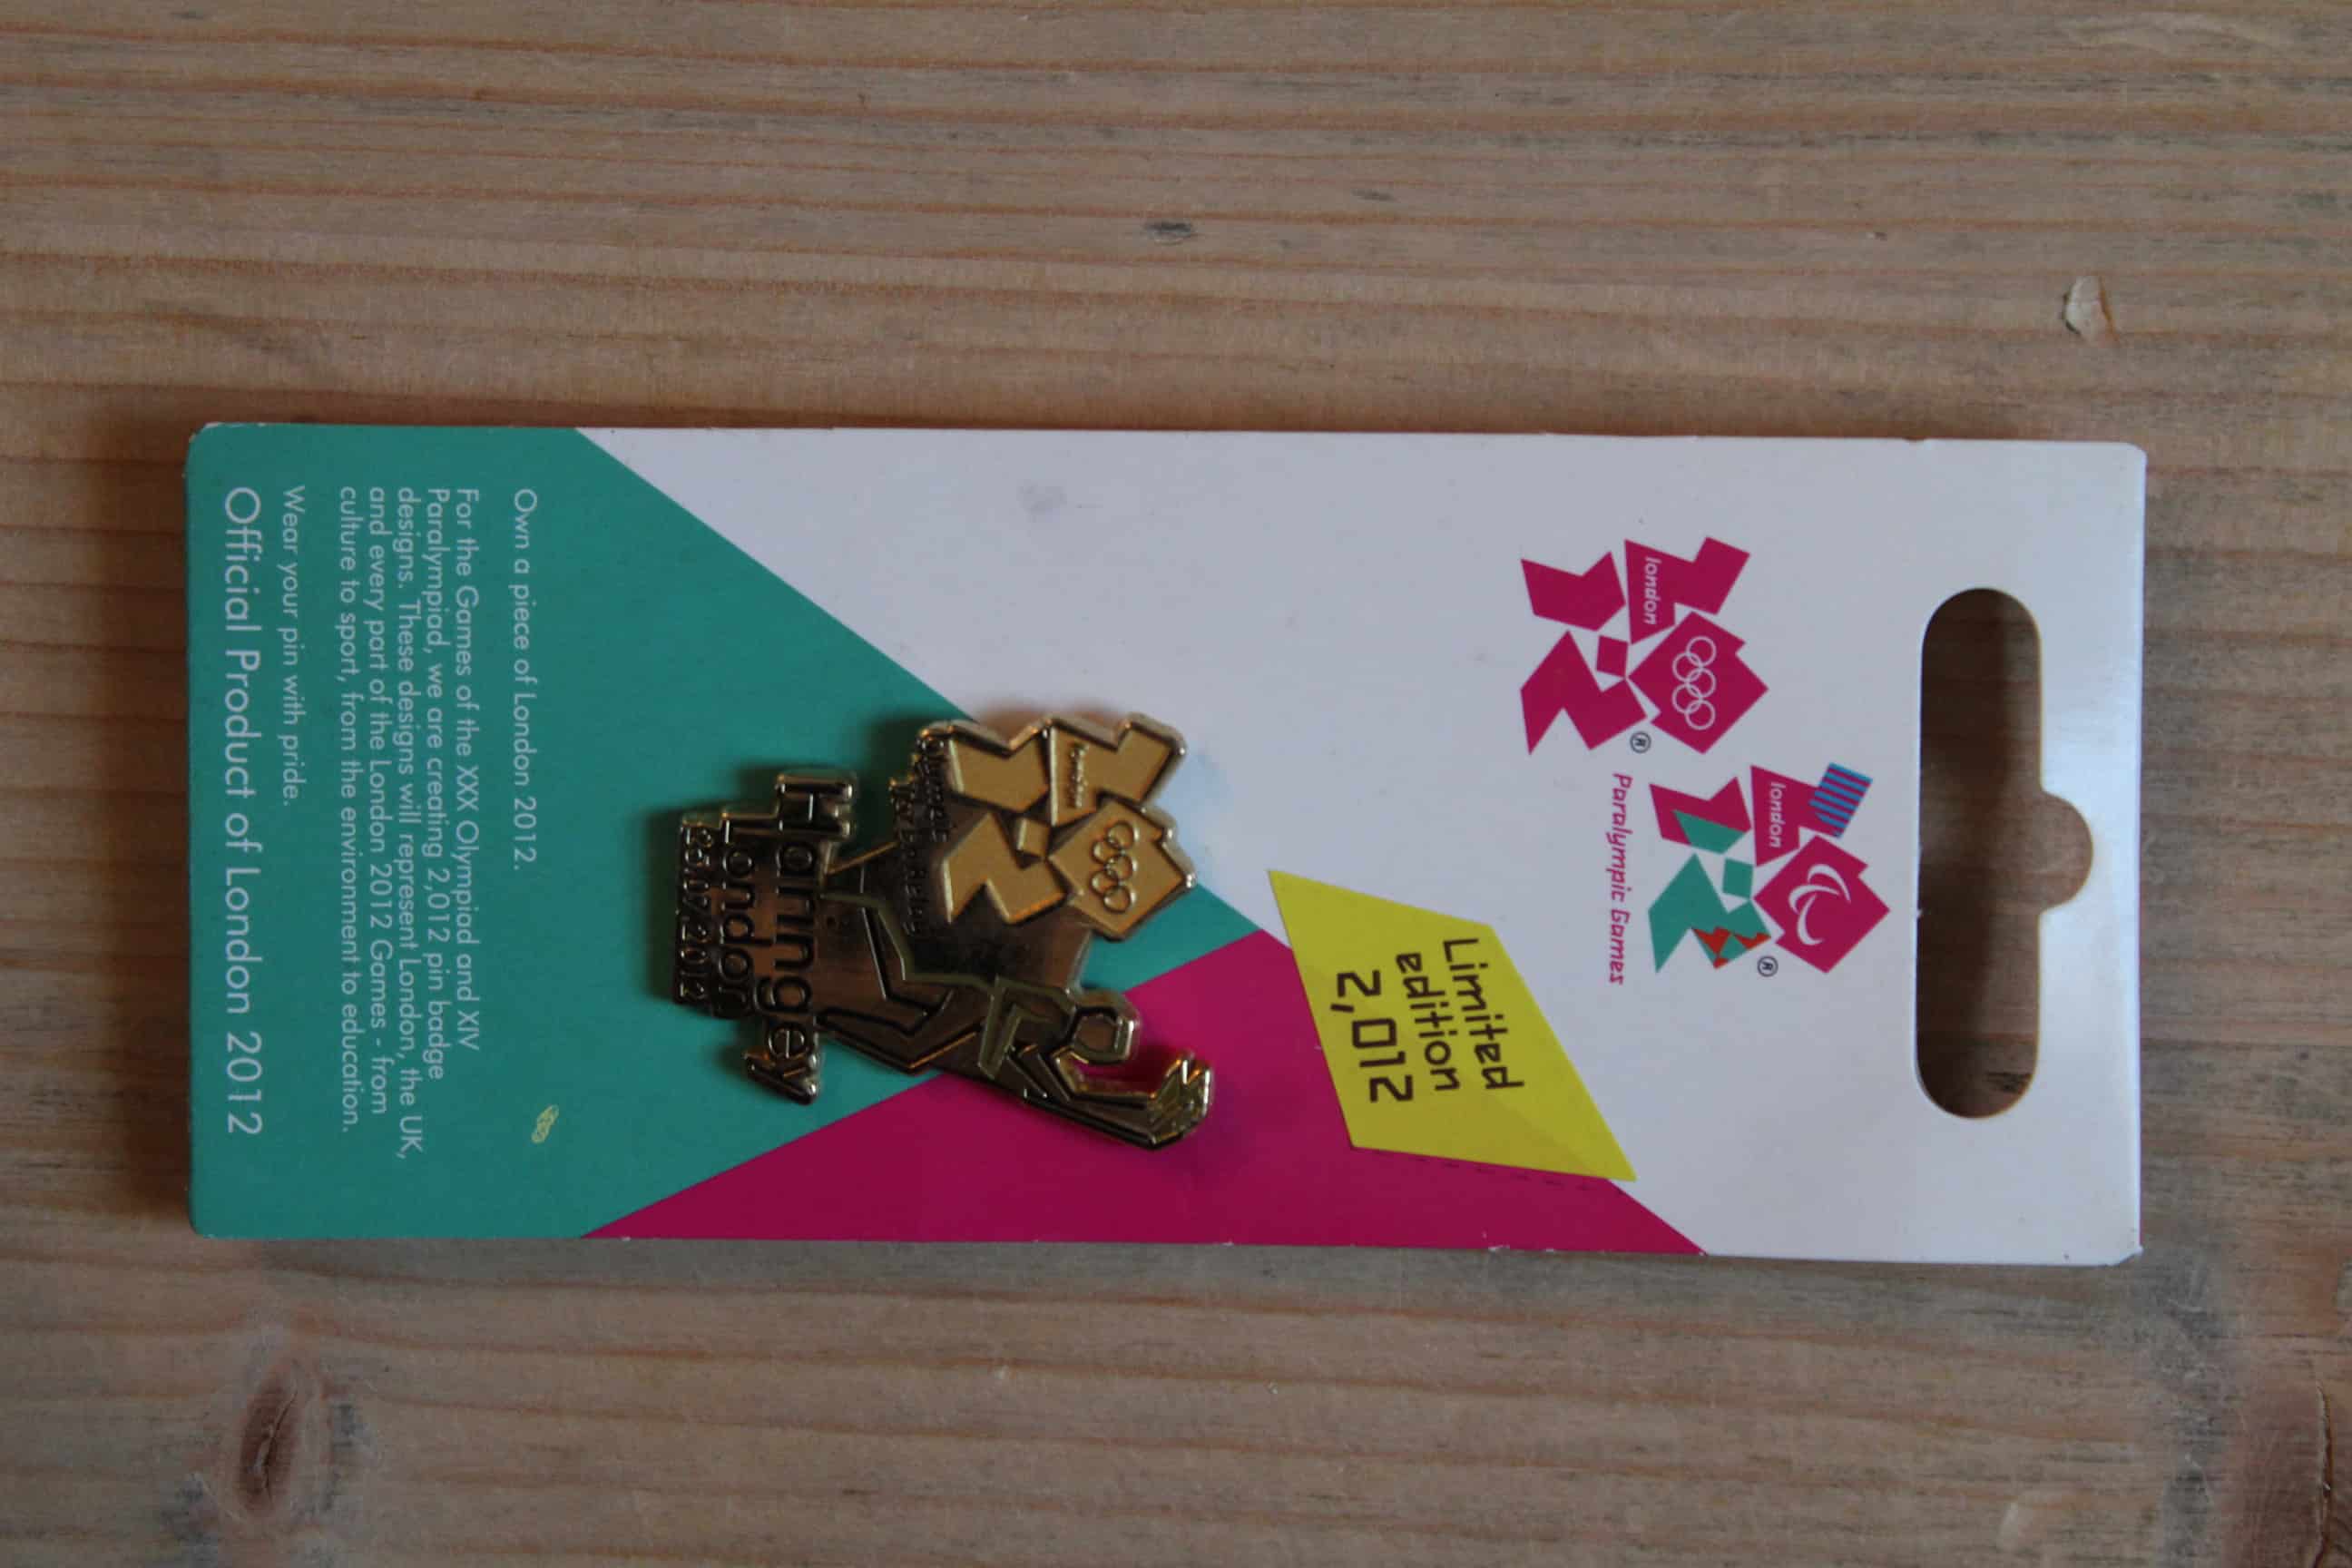 london
london
Paralympic Games
Limited
edition
2,012
london
Olympic
Torch Relay
Haringey
London
25.07.2012
Own a piece of London 2012.
For the Games of the XXX Olympiad and XIV
Paralympiad, we are creating 2,012 pin badge
designs. These designs will represent London, the UK,
and every part of the London 2012 Games - from
culture to sport, from the environment to education.
Wear your pin with pride.
Official Product of London 2012